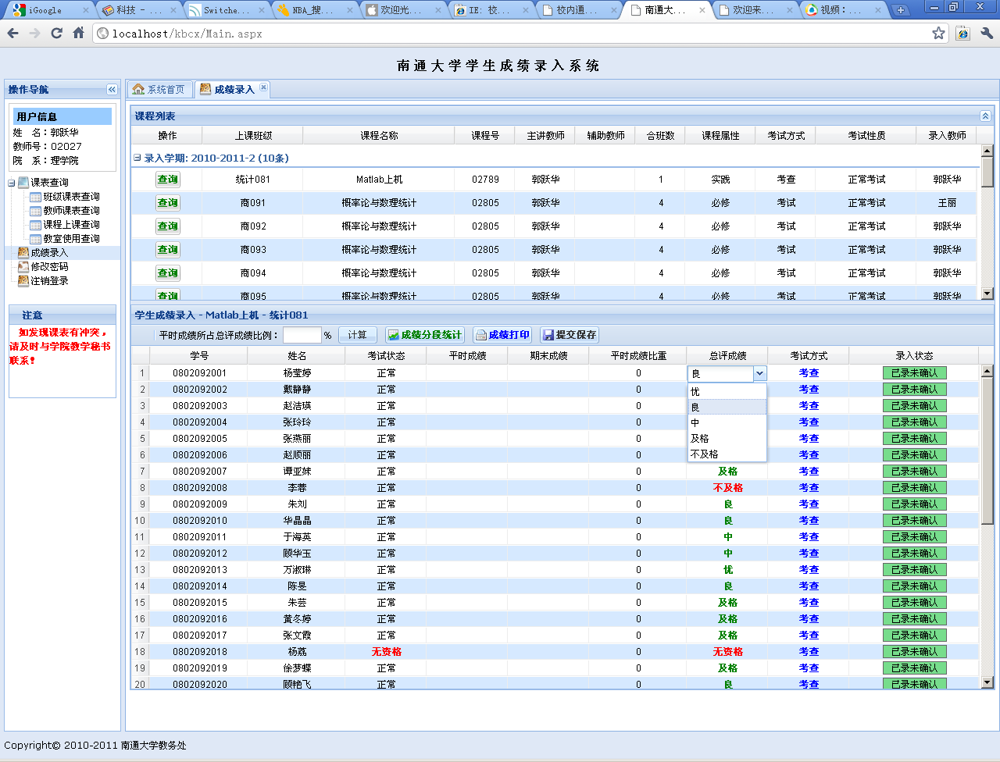 iGoogle 科技 - ... Switche... NBA_搜... 欢迎光... IE: 校... 校内通... 南通大... 欢迎来... 视频：...
localhost/kbcx/Main.aspx
南通大学学生成绩录入系统
操作导航
用户信息
姓 名：郭跃华
教师号：02027
院 系：理学院
课表查询
班级课表查询
教师课表查询
课程上课查询
教室使用查询
成绩录入
修改密码
注销登录
注意
如发现课表有冲突，
请及时与学院教学秘书
联系！
系统首页 成绩录入
课程列表
操作 上课班级 课程名称 课程号 主讲教师 辅助教师 合班数 课程属性 考试方式 考试性质 录入教师
录入学期: 2010-2011-2 (10条)
查询 统计081 Matlab上机 02789 郭跃华 1 实践 考查 正常考试 郭跃华
查询 商091 概率论与数理统计 02805 郭跃华 4 必修 考试 正常考试 王丽
查询 商092 概率论与数理统计 02805 郭跃华 4 必修 考试 正常考试 郭跃华
查询 商093 概率论与数理统计 02805 郭跃华 4 必修 考试 正常考试 郭跃华
查询 商094 概率论与数理统计 02805 郭跃华 4 必修 考试 正常考试 郭跃华
查询 商095 概率论与数理统计 02805 郭跃华 4 必修 考试 正常考试 郭跃华
学生成绩录入 - Matlab上机 - 统计081
平时成绩所占总评成绩比例： % 计算 成绩分段统计 成绩打印 提交保存
学号 姓名 考试状态 平时成绩 期末成绩 平时成绩比重 总评成绩 考试方式 录入状态
1 0802092001 杨莹婷 正常 0 良 考查 已录未确认
2 0802092002 戴静静 正常 0 优 考查 已录未确认
3 0802092003 赵洁瑛 正常 0 良 考查 已录未确认
4 0802092004 张玲玲 正常 0 中 考查 已录未确认
5 0802092005 张燕丽 正常 0 及格 考查 已录未确认
6 0802092006 赵顺丽 正常 0 不及格 考查 已录未确认
7 0802092007 谭亚妹 正常 0 及格 考查 已录未确认
8 0802092008 李蓉 正常 0 不及格 考查 已录未确认
9 0802092009 朱刘 正常 0 良 考查 已录未确认
10 0802092010 华晶晶 正常 0 良 考查 已录未确认
11 0802092011 于海英 正常 0 中 考查 已录未确认
12 0802092012 顾华玉 正常 0 中 考查 已录未确认
13 0802092013 万淑琳 正常 0 优 考查 已录未确认
14 0802092014 陈昱 正常 0 良 考查 已录未确认
15 0802092015 朱芸 正常 0 及格 考查 已录未确认
16 0802092016 黄冬婷 正常 0 及格 考查 已录未确认
17 0802092017 张文霞 正常 0 及格 考查 已录未确认
18 0802092018 杨荔 无资格 0 无资格 考查 已录未确认
19 0802092019 徐梦蝶 正常 0 及格 考查 已录未确认
20 0802092020 顾艳飞 正常 0 良 考查 已录未确认
Copyright© 2010-2011 南通大学教务处